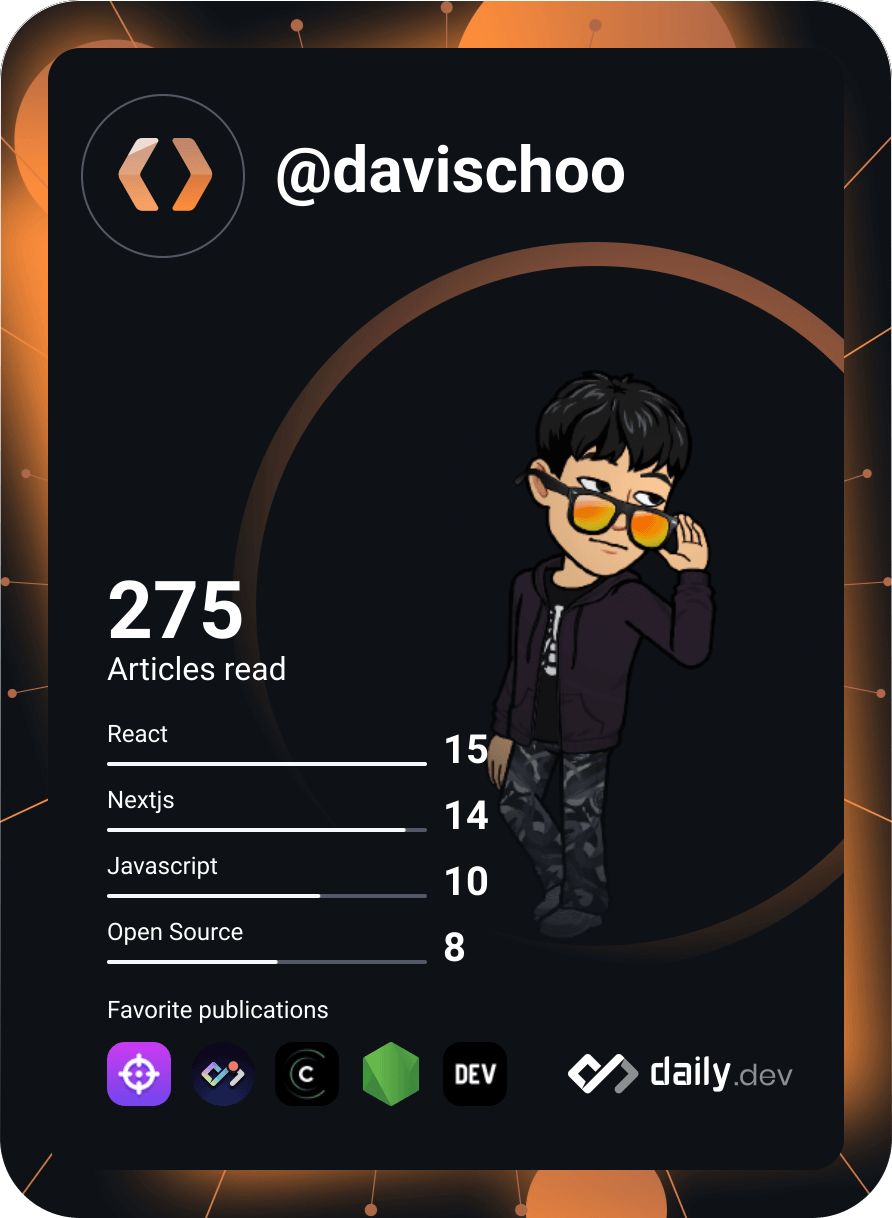 @davischoo
275
Articles read
React
15
Nextjs
14
Javascript
10
Open Source
8
Favorite publications
C
DEV
daily.dev